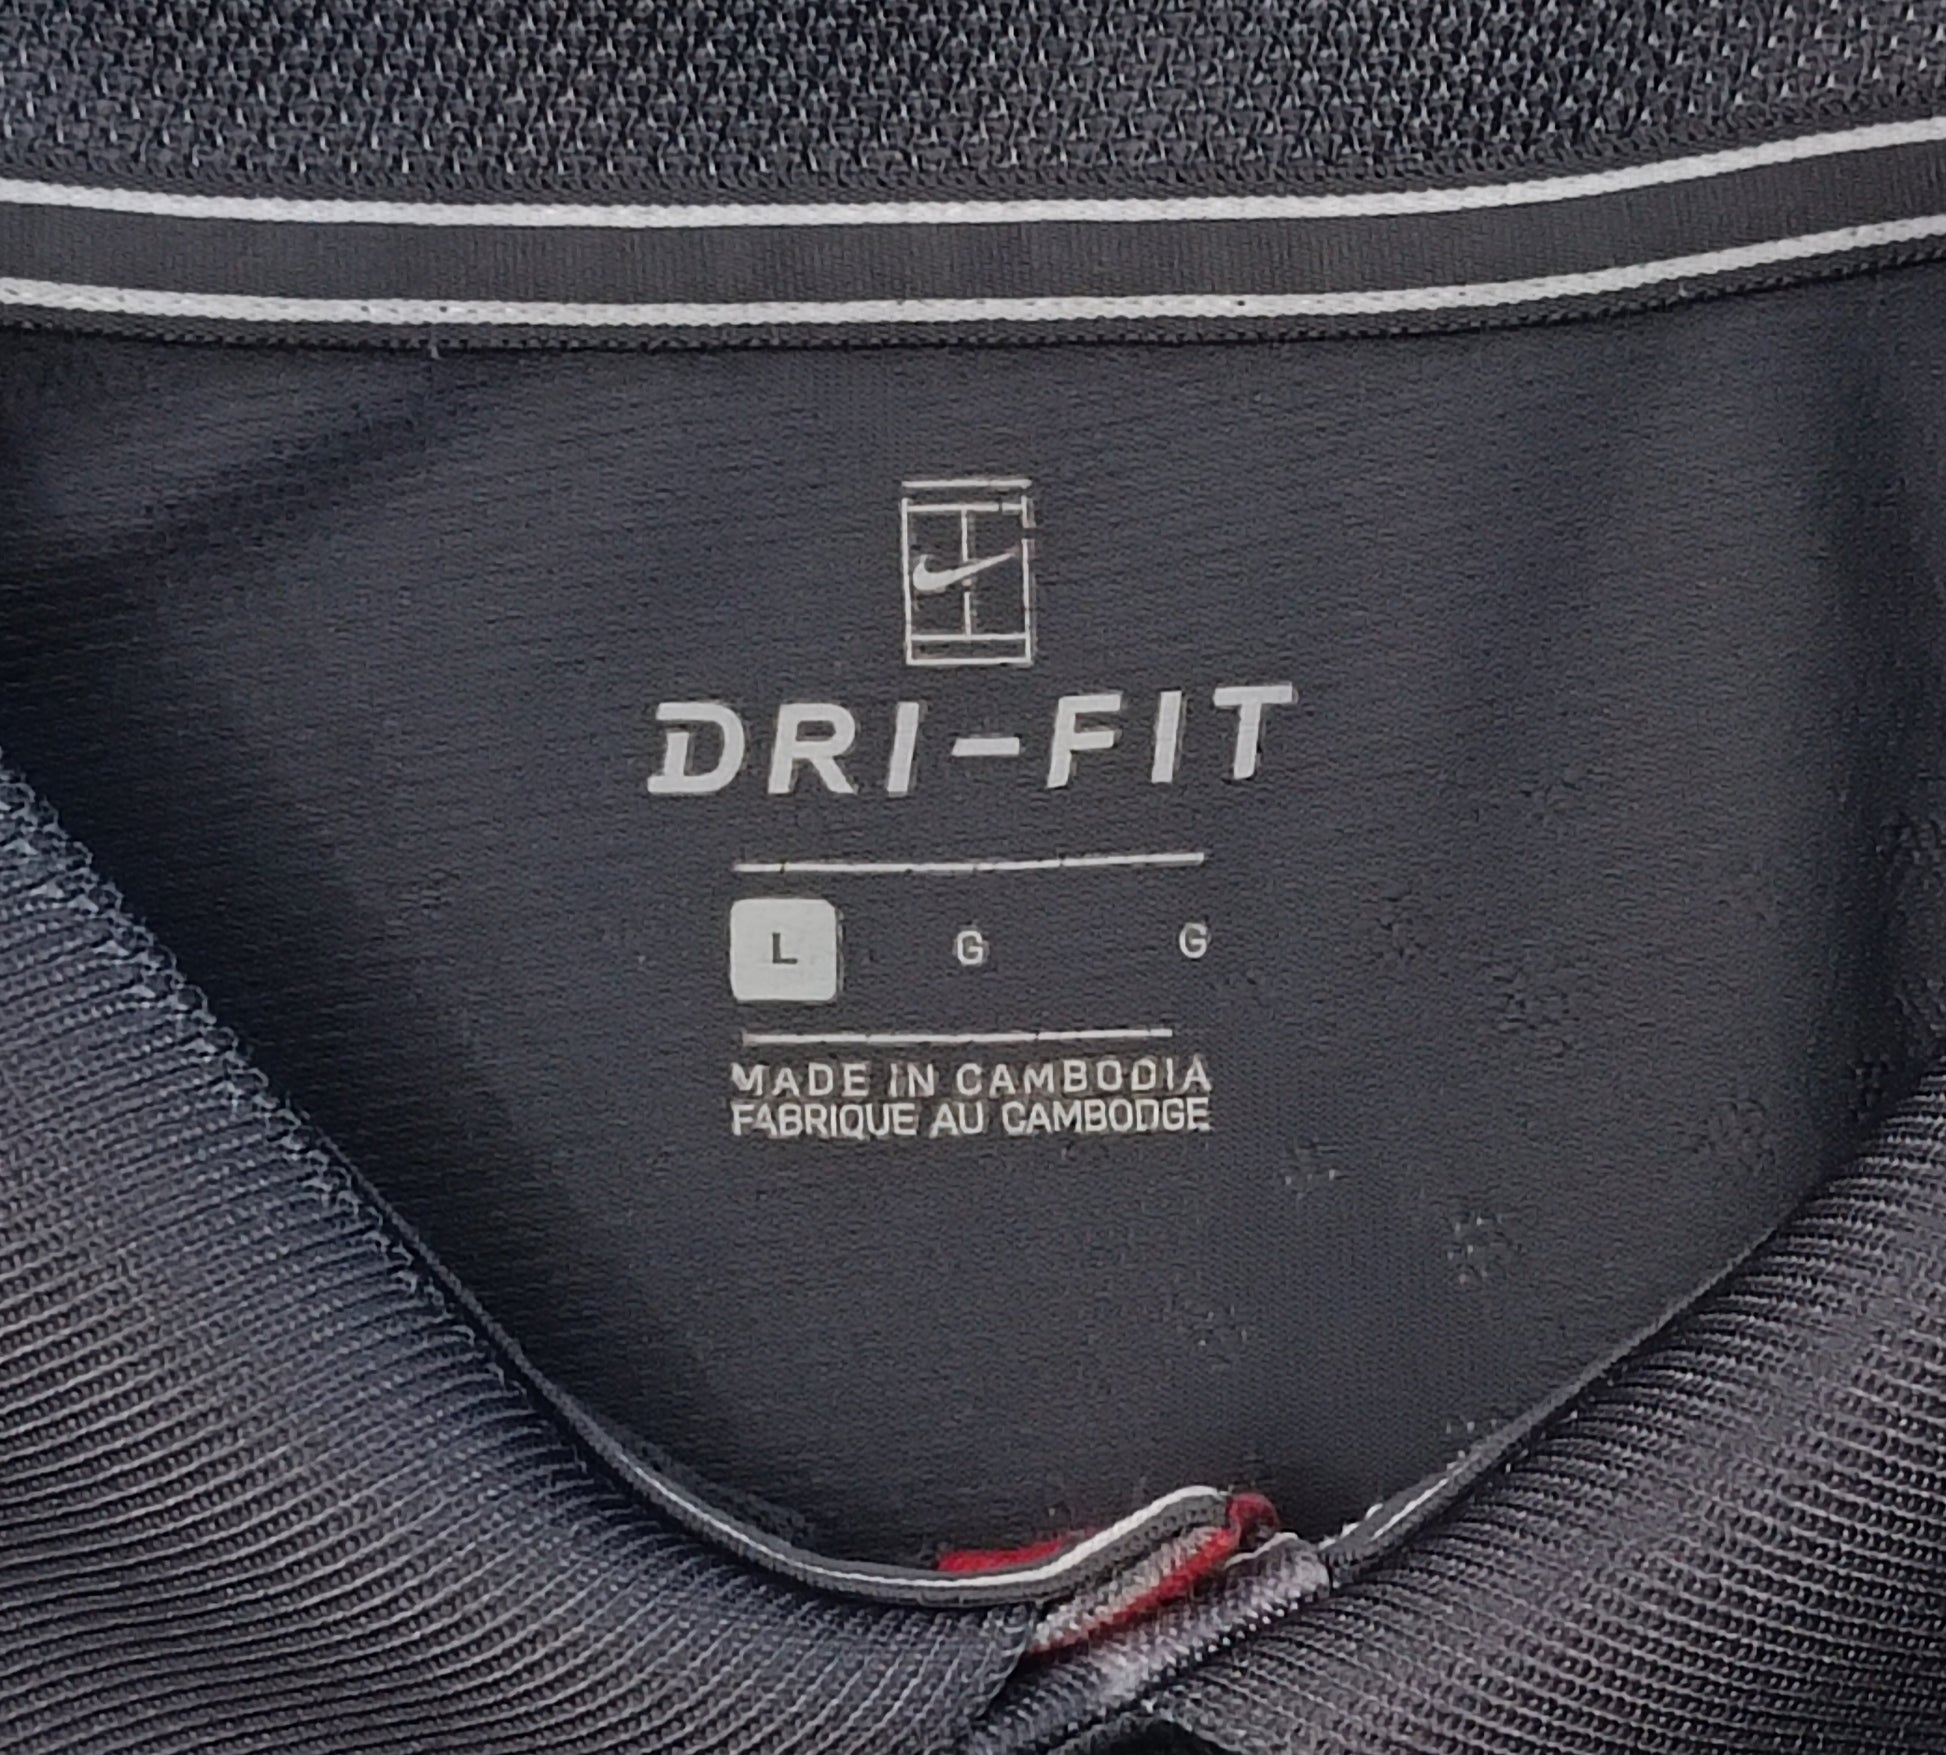 DRI-FIT
L G G
MADE IN CAMBODIA
FABRIQUE AU CAMBODGE